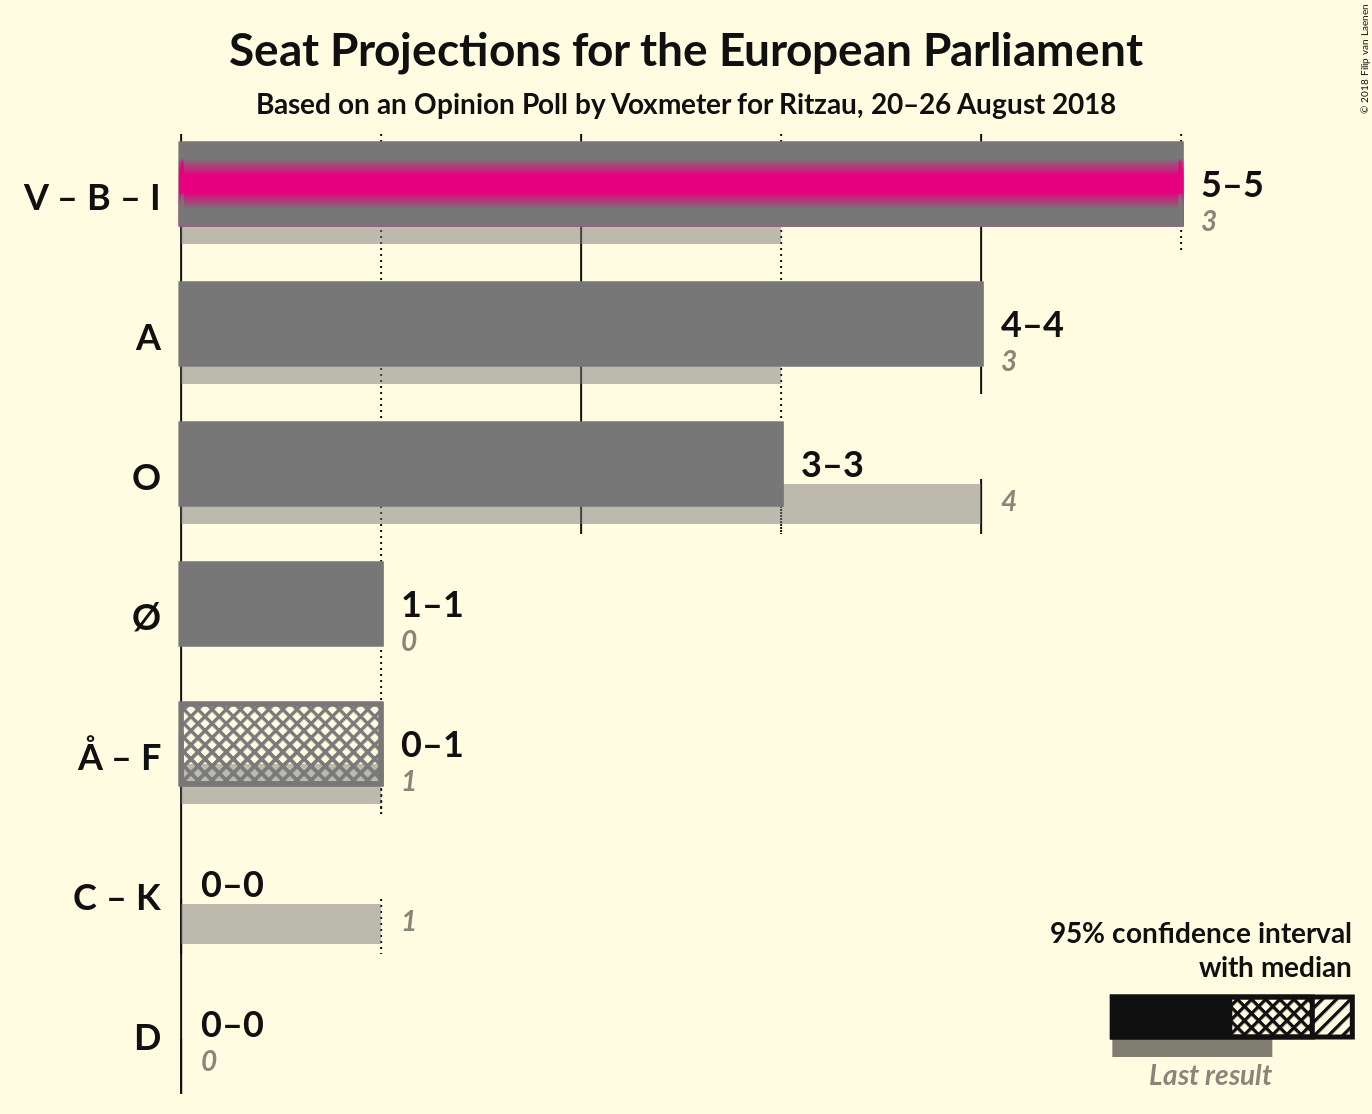 Seat Projections for the European Parliament
Based on an Opinion Poll by Voxmeter for Ritzau, 20–26 August 2018
© 2018 Filip van Laenen
V – B – I
5–5
3
A
4–4
3
O
3–3
4
Ø
1–1
0
Å – F
0–1
1
C – K
0–0
1
D
0–0
0
95% confidence interval
with median
Last result